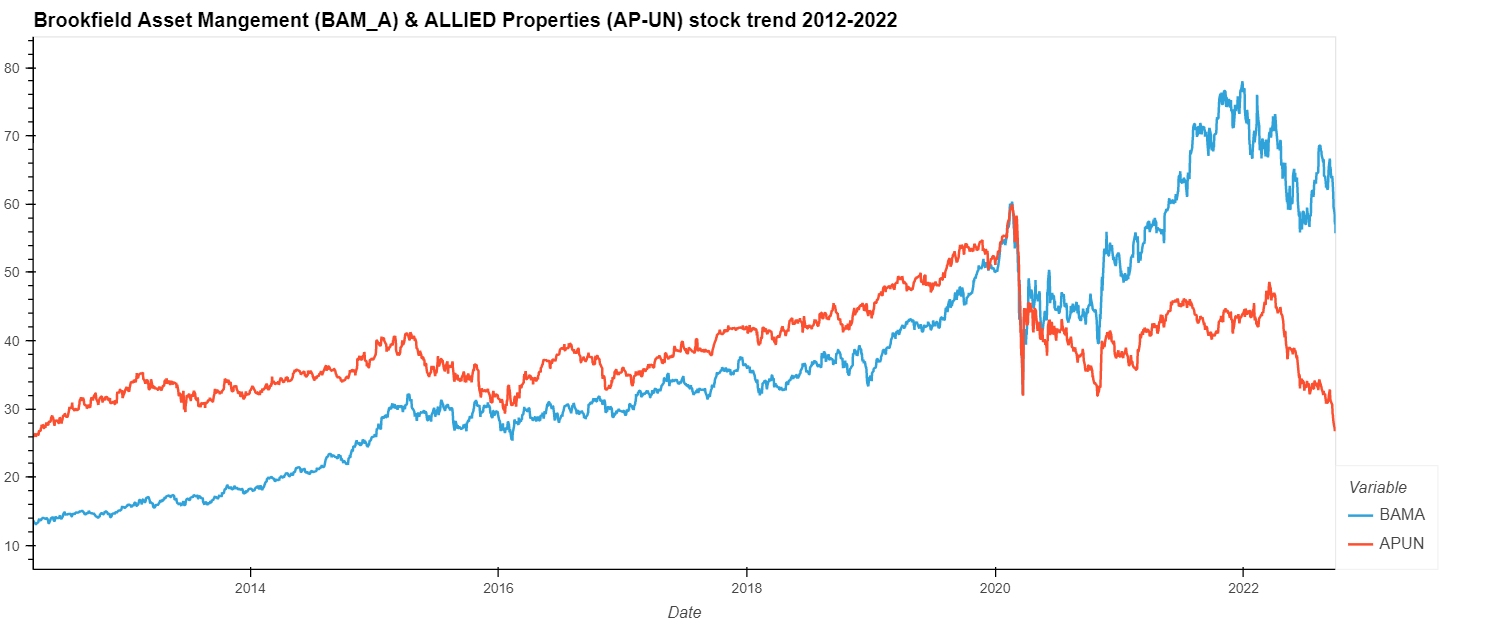 Brookfield Asset Mangement (BAM_A) & ALLIED Properties (AP-UN) stock trend 2012-2022
80
70
60
50
40
30
20
10
2014 2016 2018 2020 2022
Date
Variable
BAMA
APUN